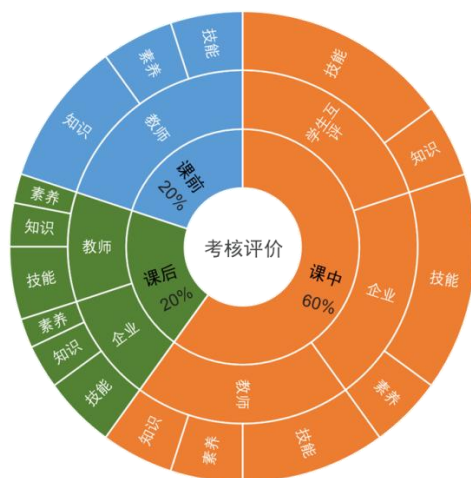 考核评价
课前
20%
教师
知识
素养
技能
课中
60%
学生互评
技能
知识
企业
技能
素养
教师
技能
素养
知识
课后
20%
企业
技能
知识
素养
教师
技能
知识
素养